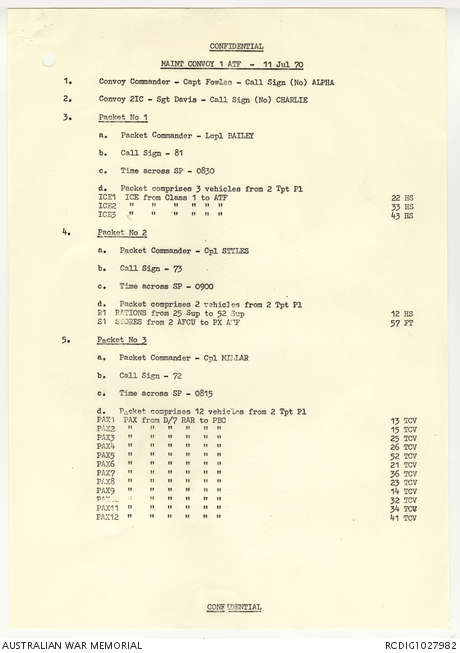 CONFIDENTIAL
MAINT CONVOY 1 ATF - 11 Jul 70
1. Convoy Commander - Capt Fowles - Call Sign (No) ALPHA
2. Convoy 2IC - Sgt Davis - Call Sign (No) CHARLIE
3. Packet No 1
a. Packet Commander - Lcpl BAILEY
b. Call Sign - 81
c. Time across SP - 0830
d. Packet comprises 3 vehicles from 2 Tpt Pl
ICE1 ICE from Class 1 to ATF 22 HS
ICE2 " " " " " " 33 HS
ICE3 " " " " " " 43 HS
4. Packet No 2
a. Packet Commander - Cpl STYLES
b. Call Sign - 73
c. Time across SP - 0900
d. Packet comprises 2 vehicles from 2 Tpt Pl
R1 RATIONS from 25 Sup to 52 Sup 12 HS
S1 STORES from 2 AFCU to PX ATF 57 FT
5. Packet No 3
a. Packet Commander - Cpl MILLAR
b. Call Sign - 72
c. Time across SP - 0815
d. Packet comprises 12 vehicles from 2 Tpt Pl
PAX1 PAX from D/7 RAR to PBC 13 TCV
PAX2 " " " " " " 15 TCV
PAX3 " " " " " " 25 TCV
PAX4 " " " " " " 26 TCV
PAX5 " " " " " " 52 TCV
PAX6 " " " " " " 21 TCV
PAX7 " " " " " " 36 TCV
PAX8 " " " " " " 23 TCV
PAX9 " " " " " " 14 TCV
" " " " " " 32 TCV
PAX11 " " " " " " 34 TCU
PAX12 " " " " " " 41 TCV
CONFIDENTIAL
AUSTRALIAN WAR MEMORIAL RCDIG1027982